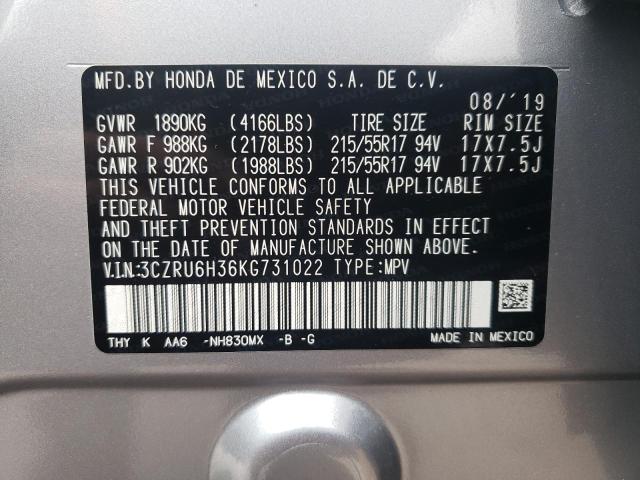 MFD.BY HONDA DE MEXICO S.A. DE C.V.
08/'19
GVWR 1890KG (4166LBS) TIRE SIZE RIM SIZE
GAWR F 988KG (2178LBS) 215/55R17 94V 17X7.5J
GAWR R 902KG (1988LBS) 215/55R17 94V 17X7.5J
THIS VEHICLE CONFORMS TO ALL APPLICABLE
FEDERAL MOTOR VEHICLE SAFETY
AND THEFT PREVENTION STANDARDS IN EFFECT
ON THE DATE OF MANUFACTURE SHOWN ABOVE.
V.IN:3CZRU6H36KG731022 TYPE:MPV
THY K AA6 -NH830MX -B -G MADE IN MEXICO